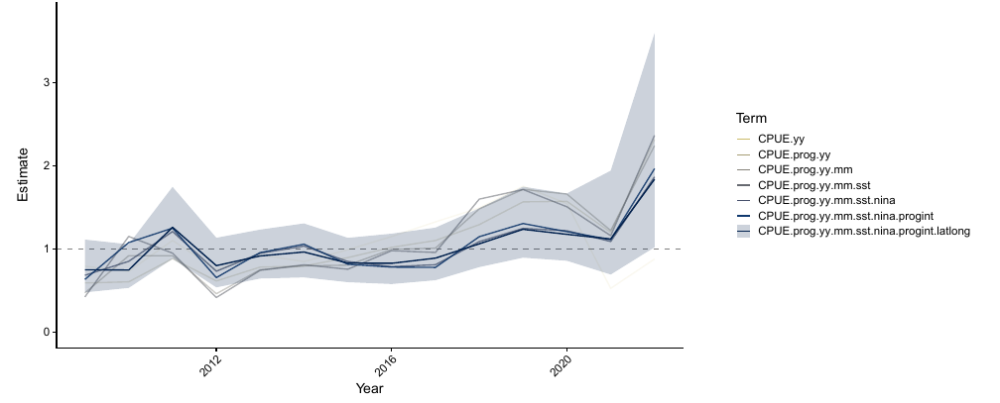 3
2
1
0
Estimate
2012
2016
2020
Year
Term
CPUE.yy
CPUE.prog.yy
CPUE.prog.yy.mm
CPUE.prog.yy.mm.sst
CPUE.prog.yy.mm.sst.nina
CPUE.prog.yy.mm.sst.nina.progint
CPUE.prog.yy.mm.sst.nina.progint.latlong